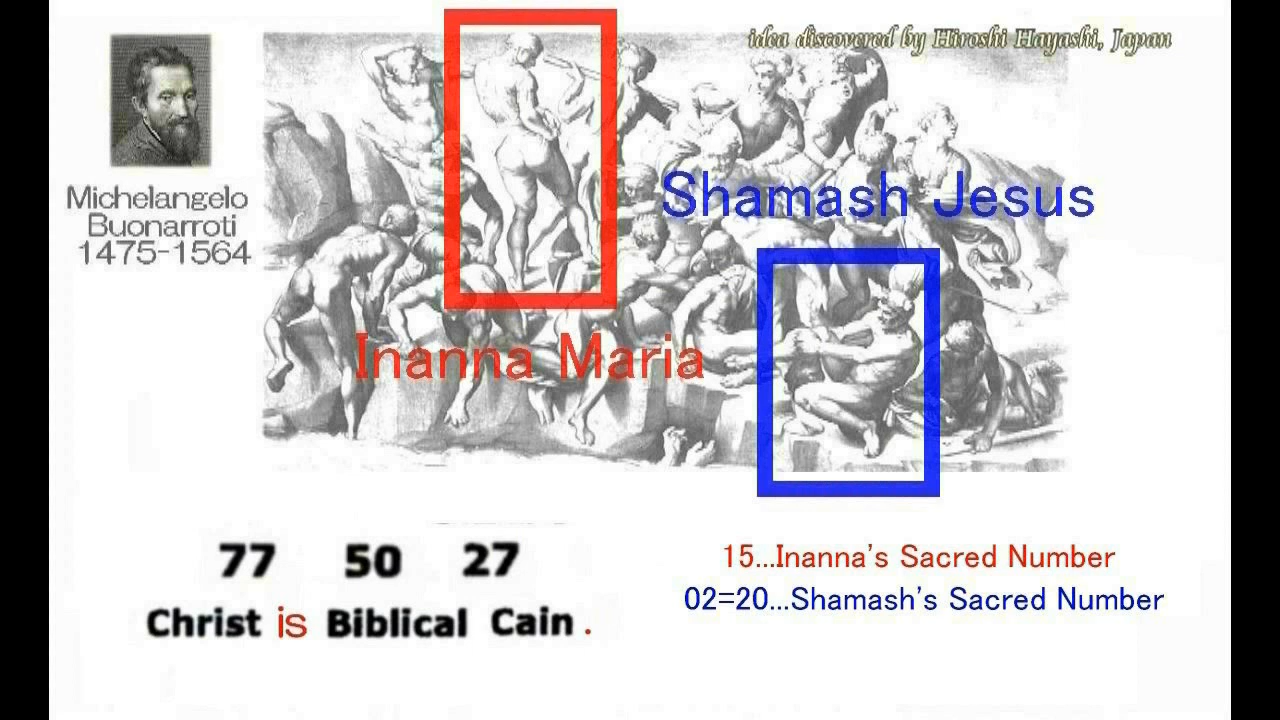 idea discovered by Hiroshi Hayashi, Japan
Michelangelo
Buonarroti
1475-1564
Shamash Jesus
Inanna Maria
77 50 27
Christ is Biblical Cain.
15...Inanna's Sacred Number
02=20...Shamash's Sacred Number